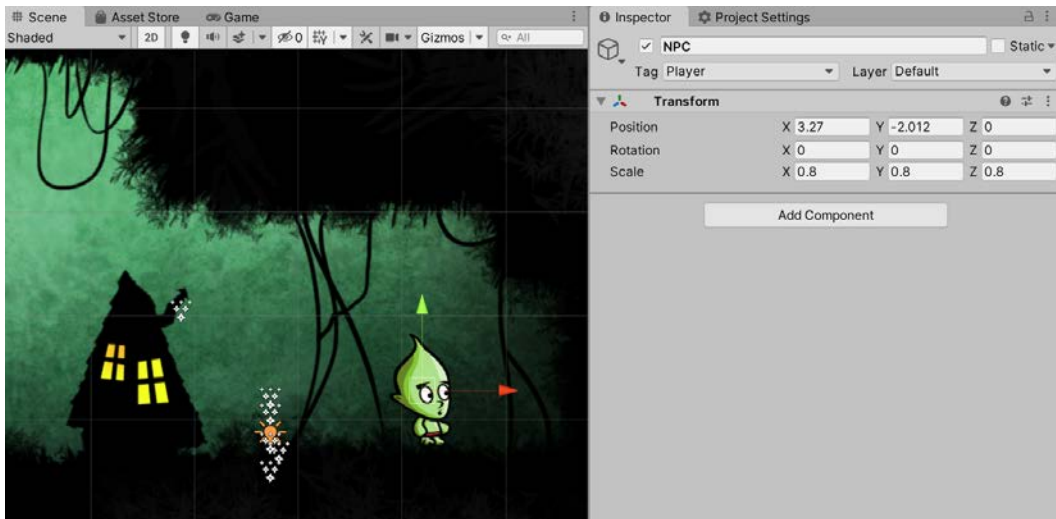 Scene Asset Store Game
Shaded 2D 0 Gizmos All
Inspector Project Settings
NPC Static
Tag Player Layer Default
Transform
Position X 3.27 Y -2.012 Z 0
Rotation X 0 Y 0 Z 0
Scale X 0.8 Y 0.8 Z 0.8
Add Component